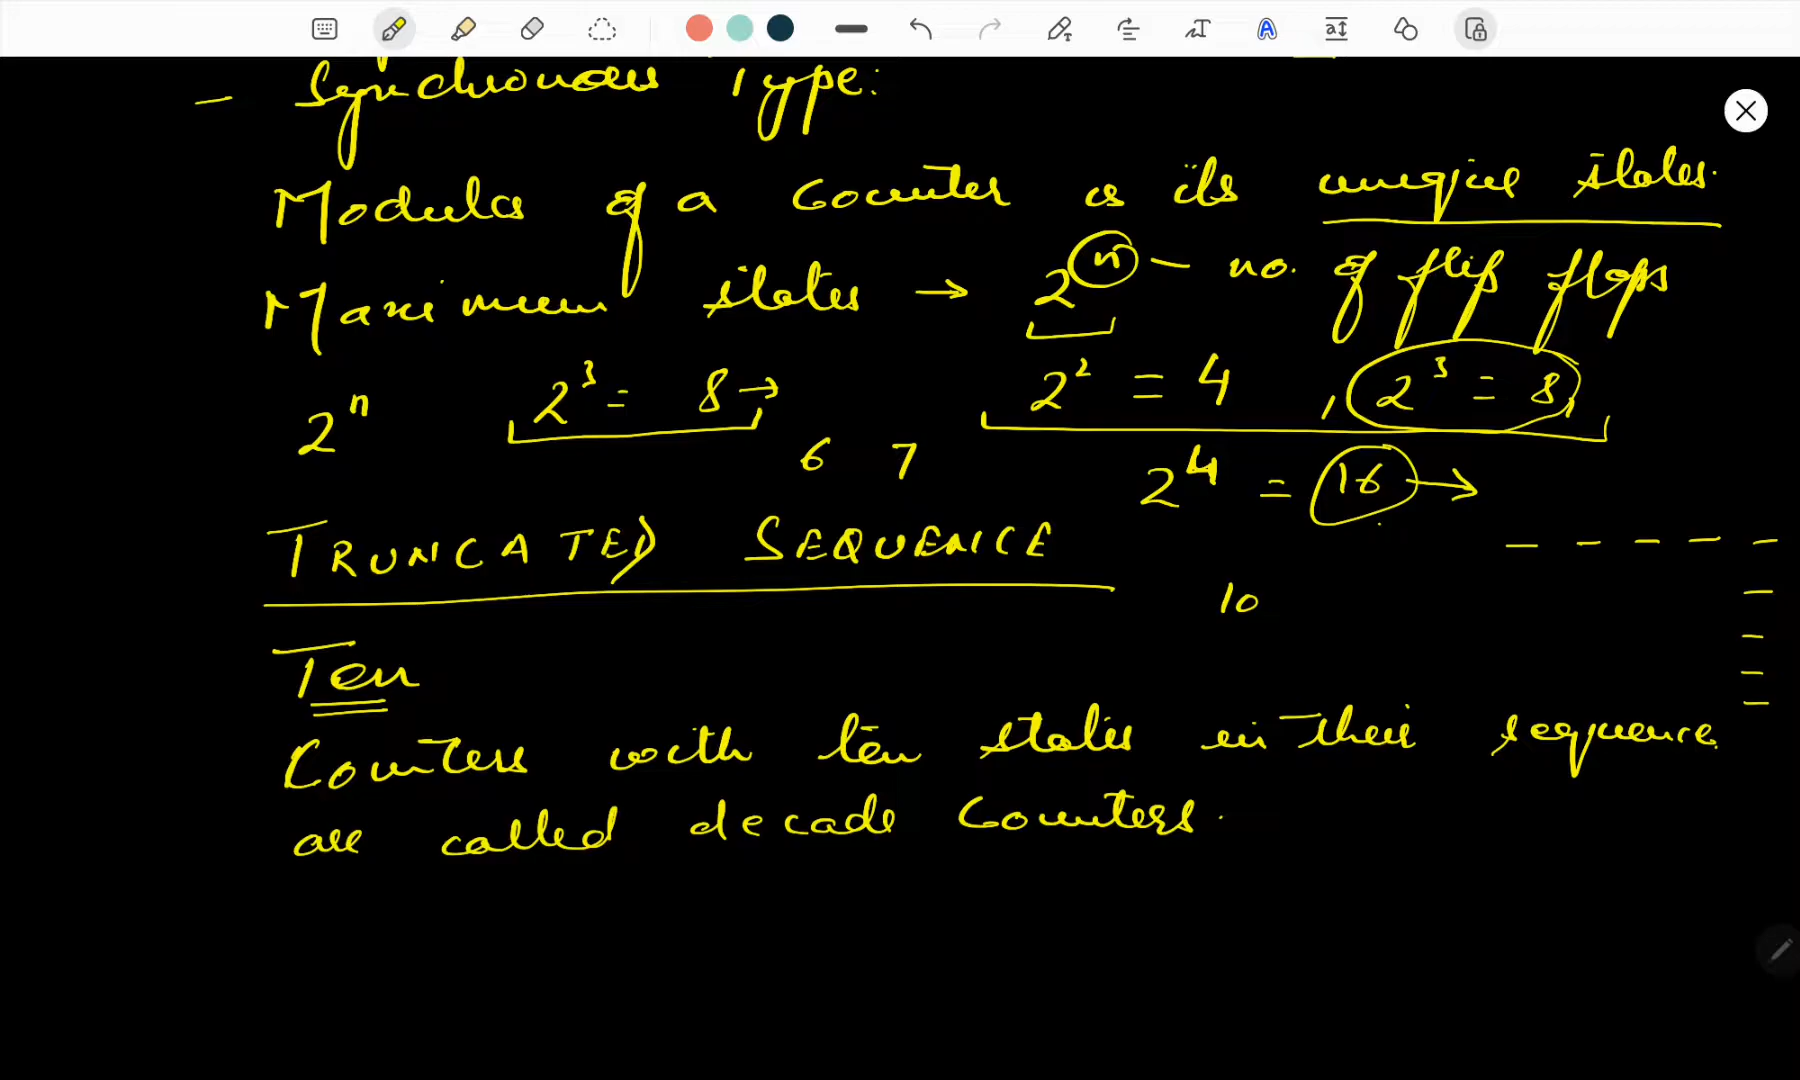 - Synchronous Type:
Modulus of a Counter is its unique states.
Maximum states → 2^n — no. of flip flops
2^n 2^3 = 8 → 2^2 = 4 , 2^3 = 8,
6 7 2^4 = 16 →
TRUNCATED SEQUENCE
10
Ten
Counters with ten states in their sequence
are called decade Counters.